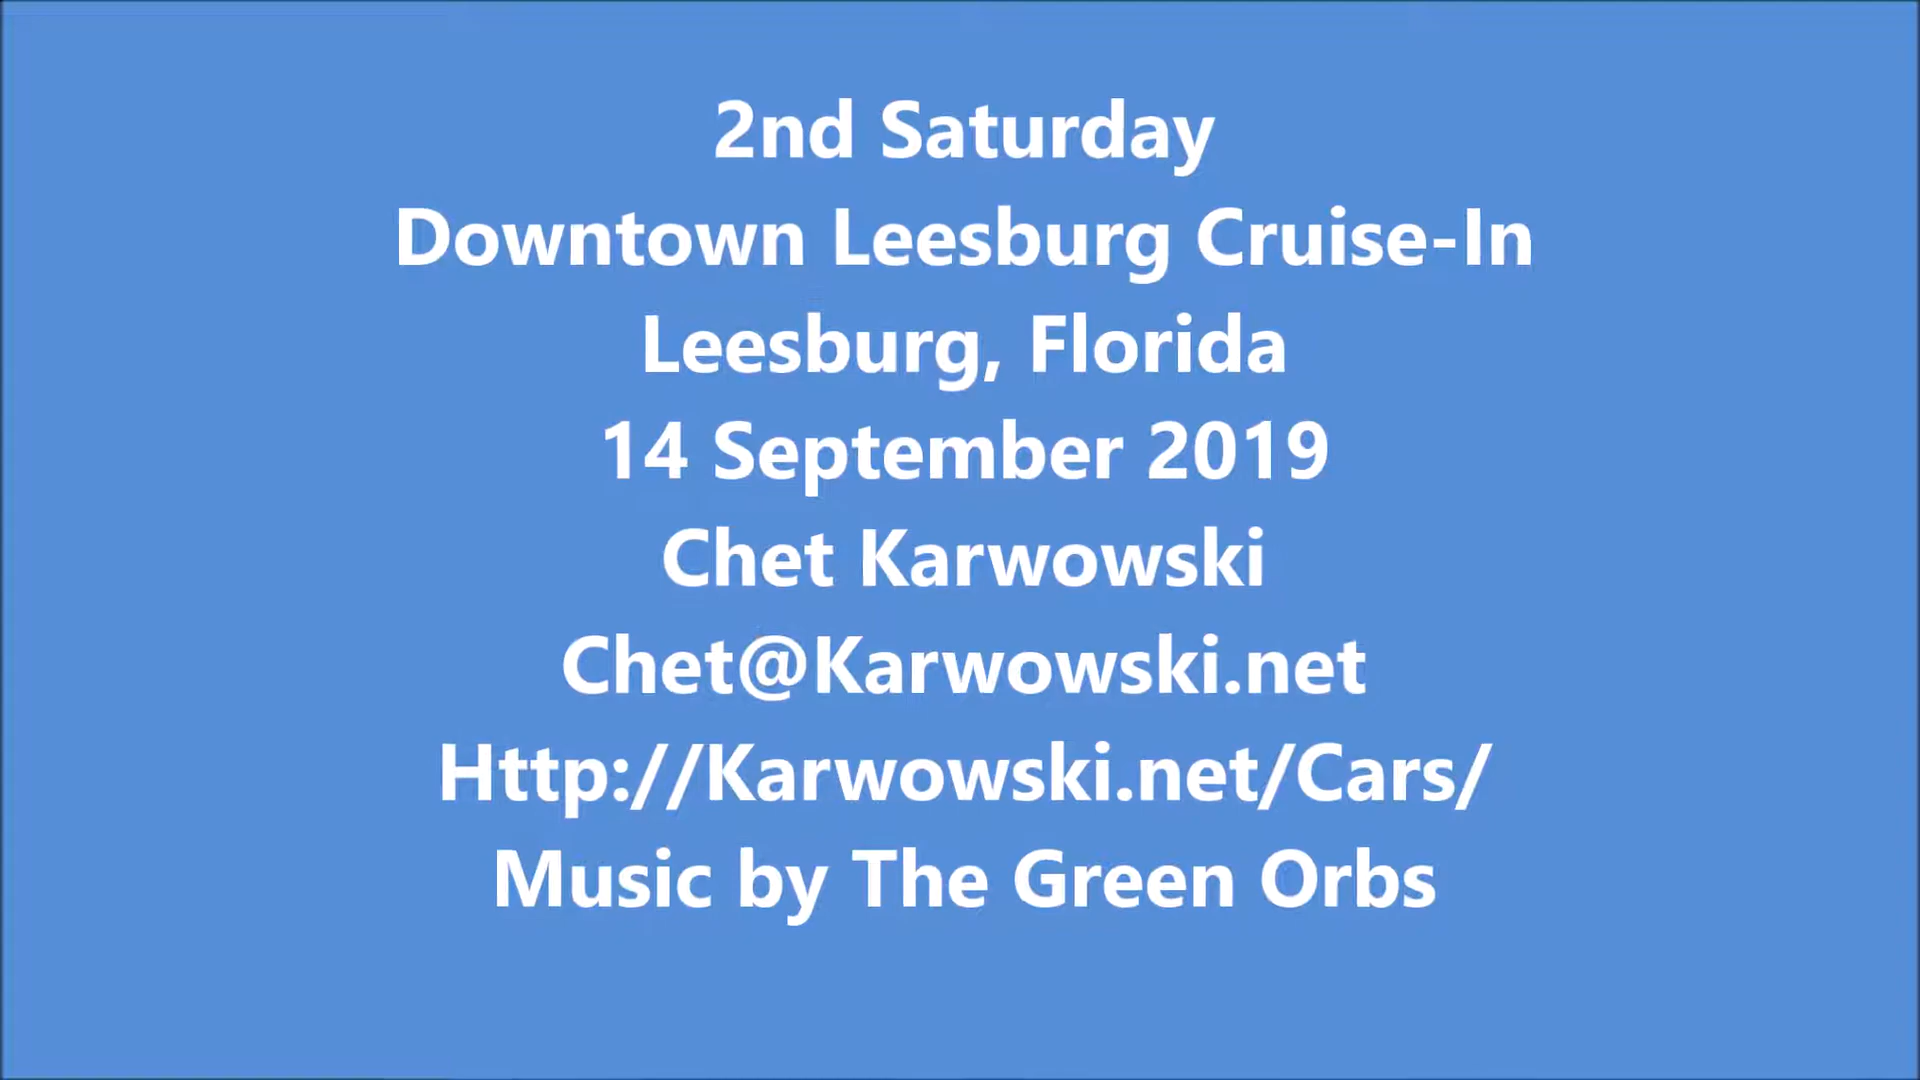 2nd Saturday
Downtown Leesburg Cruise-In
Leesburg, Florida
14 September 2019
Chet Karwowski
Chet@Karwowski.net
Http://Karwowski.net/Cars/
Music by The Green Orbs